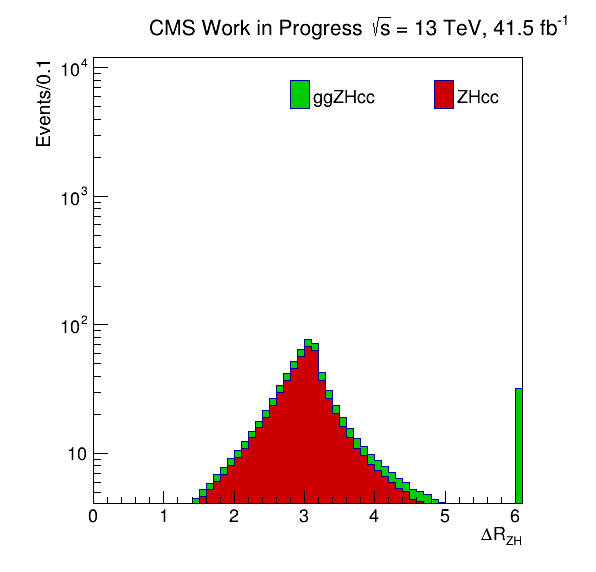 CMS Work in Progress √s = 13 TeV, 41.5 fb⁻¹
Events/0.1
ggZHcc ZHcc
10⁴
10³
10²
10
0 1 2 3 4 5 6
ΔR_ZH